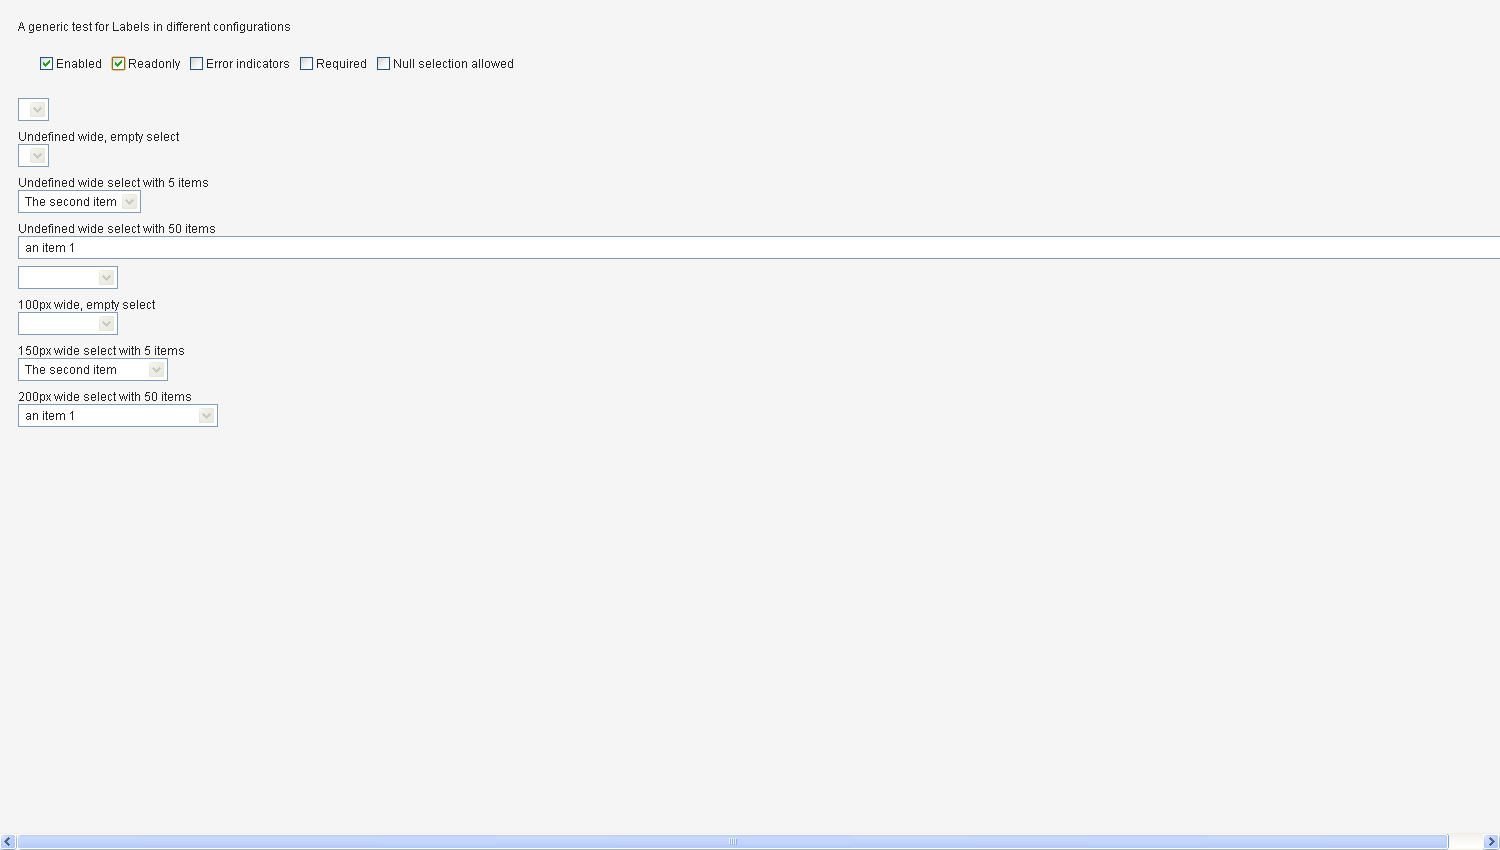 A generic test for Labels in different configurations
Enabled Readonly Error indicators Required Null selection allowed
Undefined wide, empty select
Undefined wide select with 5 items
The second item
Undefined wide select with 50 items
an item 1
100px wide, empty select
150px wide select with 5 items
The second item
200px wide select with 50 items
an item 1